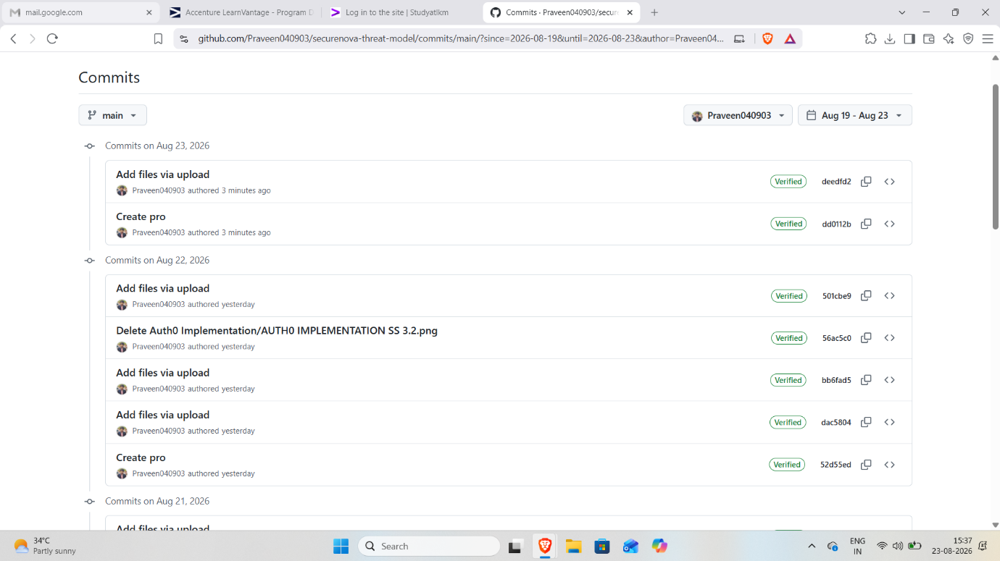 mail.google.com
Accenture LearnVantage - Program D
Log in to the site | Studyatlkm
Commits · Praveen040903/secur
github.com/Praveen040903/securenova-threat-model/commits/main/?since=2026-08-19&until=2026-08-23&author=Praveen04...
Commits
main
Praveen040903
Aug 19 - Aug 23
Commits on Aug 23, 2026
Add files via upload
Praveen040903 authored 3 minutes ago
Verified
deedfd2
Create pro
Praveen040903 authored 3 minutes ago
Verified
dd0112b
Commits on Aug 22, 2026
Add files via upload
Praveen040903 authored yesterday
Verified
501cbe9
Delete Auth0 Implementation/AUTH0 IMPLEMENTATION SS 3.2.png
Praveen040903 authored yesterday
Verified
56ac5c0
Add files via upload
Praveen040903 authored yesterday
Verified
bb6fad5
Add files via upload
Praveen040903 authored yesterday
Verified
dac5804
Create pro
Praveen040903 authored yesterday
Verified
52d55ed
Commits on Aug 21, 2026
Add files via upload
34°C
Partly sunny
Search
ENG
IN
15:37
23-08-2026